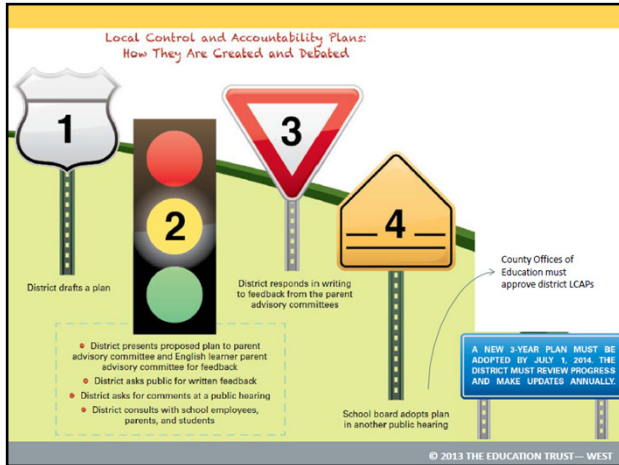 Local Control and Accountability Plans:
How They Are Created and Debated
1
2
3
4
District drafts a plan
District presents proposed plan to parent
advisory committee and English learner parent
advisory committee for feedback
District asks public for written feedback
District asks for comments at a public hearing
District consults with school employees,
parents, and students
District responds in writing
to feedback from the parent
advisory committees
School board adopts plan
in another public hearing
County Offices of
Education must
approve district LCAPs
A NEW 3-YEAR PLAN MUST BE
ADOPTED BY JULY 1, 2014. THE
DISTRICT MUST REVIEW PROGRESS
AND MAKE UPDATES ANNUALLY.
© 2013 THE EDUCATION TRUST— WEST